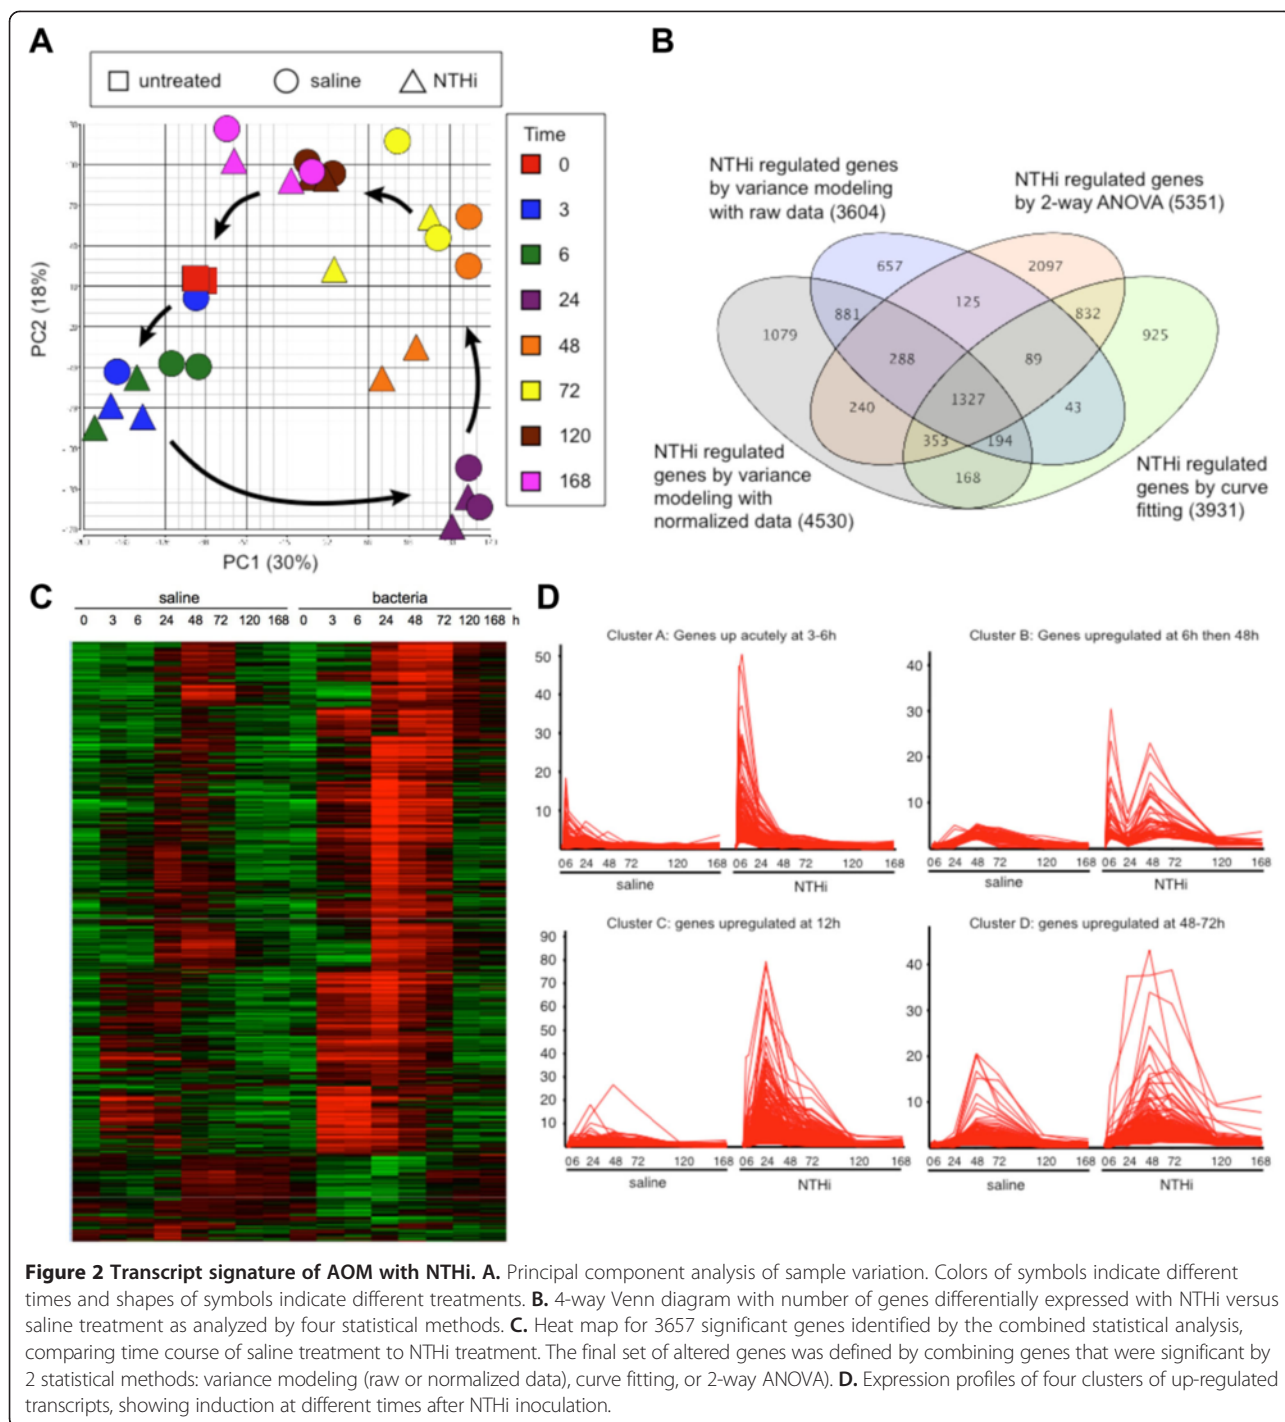 A
untreated
saline
NTHi
PC2 (18%)
PC1 (30%)
Time
0
3
6
24
48
72
120
168
B
NTHi regulated genes
by variance modeling
with raw data (3604)
NTHi regulated genes
by 2-way ANOVA (5351)
657
2097
125
881
832
1079
925
288
89
1327
240
43
353
194
168
NTHi regulated
genes by variance
modeling with
normalized data (4530)
NTHi regulated
genes by curve
fitting (3931)
C
saline bacteria
0 3 6 24 48 72 120 168 0 3 6 24 48 72 120 168 h
D
Cluster A: Genes up acutely at 3-6h
50
40
30
20
10
06 24 48 72 120 168 06 24 48 72 120 168
saline NTHi
Cluster B: Genes upregulated at 6h then 48h
40
30
20
10
06 24 48 72 120 168 06 24 48 72 120 168
saline NTHi
Cluster C: genes upregulated at 12h
90
80
70
60
50
40
30
20
10
06 24 48 72 120 168 06 24 48 72 120 168
saline NTHi
Cluster D: genes upregulated at 48-72h
40
30
20
10
06 24 48 72 120 168 06 24 48 72 120 168
saline NTHi
Figure 2 Transcript signature of AOM with NTHi. A. Principal component analysis of sample variation. Colors of symbols indicate different
times and shapes of symbols indicate different treatments. B. 4-way Venn diagram with number of genes differentially expressed with NTHi versus
saline treatment as analyzed by four statistical methods. C. Heat map for 3657 significant genes identified by the combined statistical analysis,
comparing time course of saline treatment to NTHi treatment. The final set of altered genes was defined by combining genes that were significant by
2 statistical methods: variance modeling (raw or normalized data), curve fitting, or 2-way ANOVA). D. Expression profiles of four clusters of up-regulated
transcripts, showing induction at different times after NTHi inoculation.